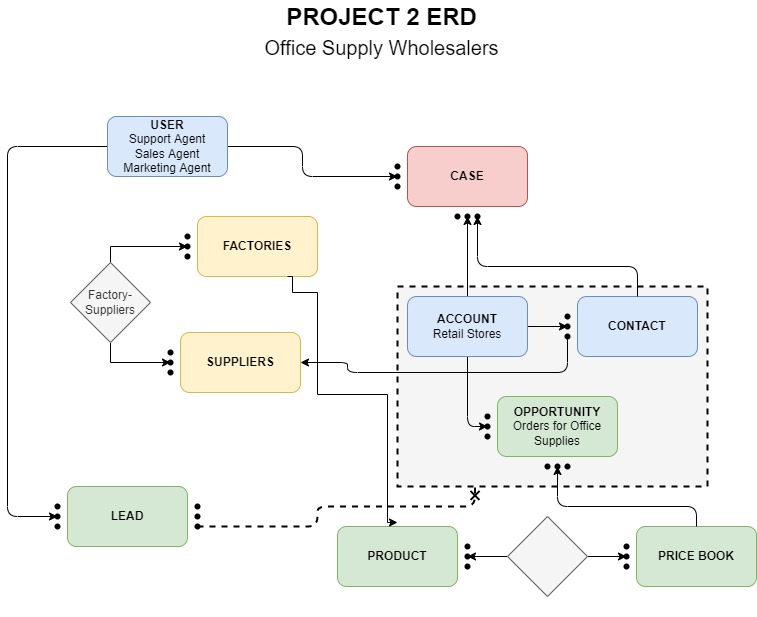 PROJECT 2 ERD
Office Supply Wholesalers
USER
Support Agent
Sales Agent
Marketing Agent
CASE
FACTORIES
Factory-
Suppliers
ACCOUNT
Retail Stores
CONTACT
SUPPLIERS
OPPORTUNITY
Orders for Office
Supplies
LEAD
PRODUCT
PRICE BOOK